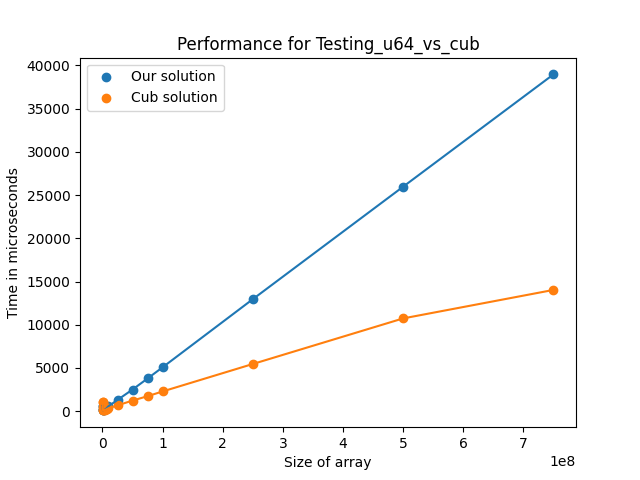 Performance for Testing_u64_vs_cub
Our solution
Cub solution
Time in microseconds
40000
35000
30000
25000
20000
15000
10000
5000
0
0 1 2 3 4 5 6 7
1e8
Size of array